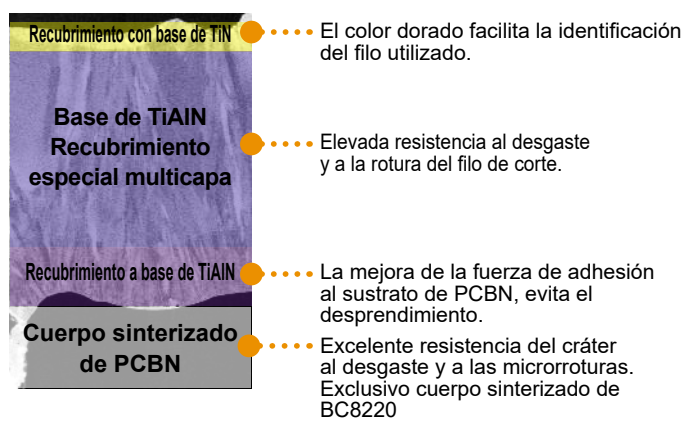 Recubrimiento con base de TiN
El color dorado facilita la identificación
del filo utilizado.
Base de TiAlN
Recubrimiento
especial multicapa
Elevada resistencia al desgaste
y a la rotura del filo de corte.
Recubrimiento a base de TiAlN
La mejora de la fuerza de adhesión
al sustrato de PCBN, evita el
desprendimiento.
Cuerpo sinterizado
de PCBN
Excelente resistencia del cráter
al desgaste y a las microrroturas.
Exclusivo cuerpo sinterizado de
BC8220